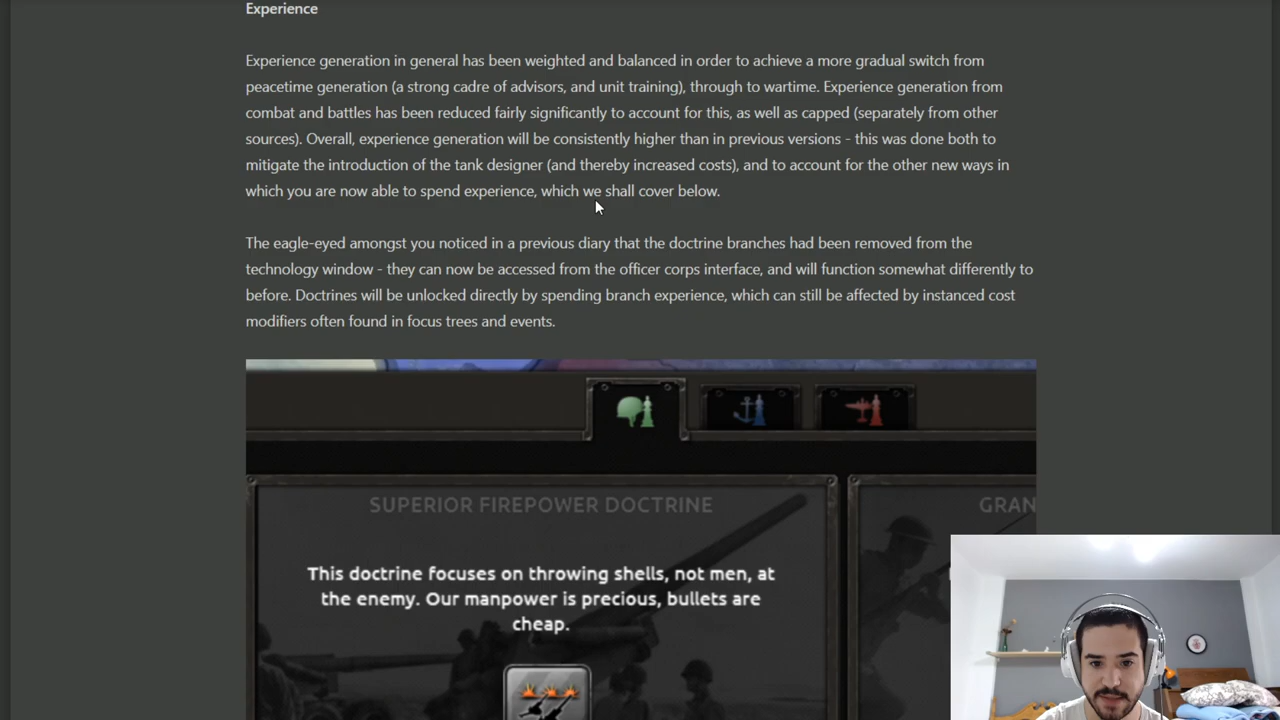 Experience
Experience generation in general has been weighted and balanced in order to achieve a more gradual switch from
peacetime generation (a strong cadre of advisors, and unit training), through to wartime. Experience generation from
combat and battles has been reduced fairly significantly to account for this, as well as capped (separately from other
sources). Overall, experience generation will be consistently higher than in previous versions - this was done both to
mitigate the introduction of the tank designer (and thereby increased costs), and to account for the other new ways in
which you are now able to spend experience, which we shall cover below.
The eagle-eyed amongst you noticed in a previous diary that the doctrine branches had been removed from the
technology window - they can now be accessed from the officer corps interface, and will function somewhat differently to
before. Doctrines will be unlocked directly by spending branch experience, which can still be affected by instanced cost
modifiers often found in focus trees and events.
SUPERIOR FIREPOWER DOCTRINE
GRAN
This doctrine focuses on throwing shells, not men, at
the enemy. Our manpower is precious, bullets are
cheap.